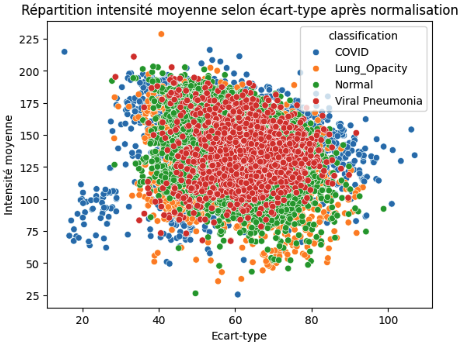 Répartition intensité moyenne selon écart-type après normalisation
classification
COVID
Lung_Opacity
Normal
Viral Pneumonia
Intensité moyenne
225
200
175
150
125
100
75
50
25
20
40
60
80
100
Ecart-type